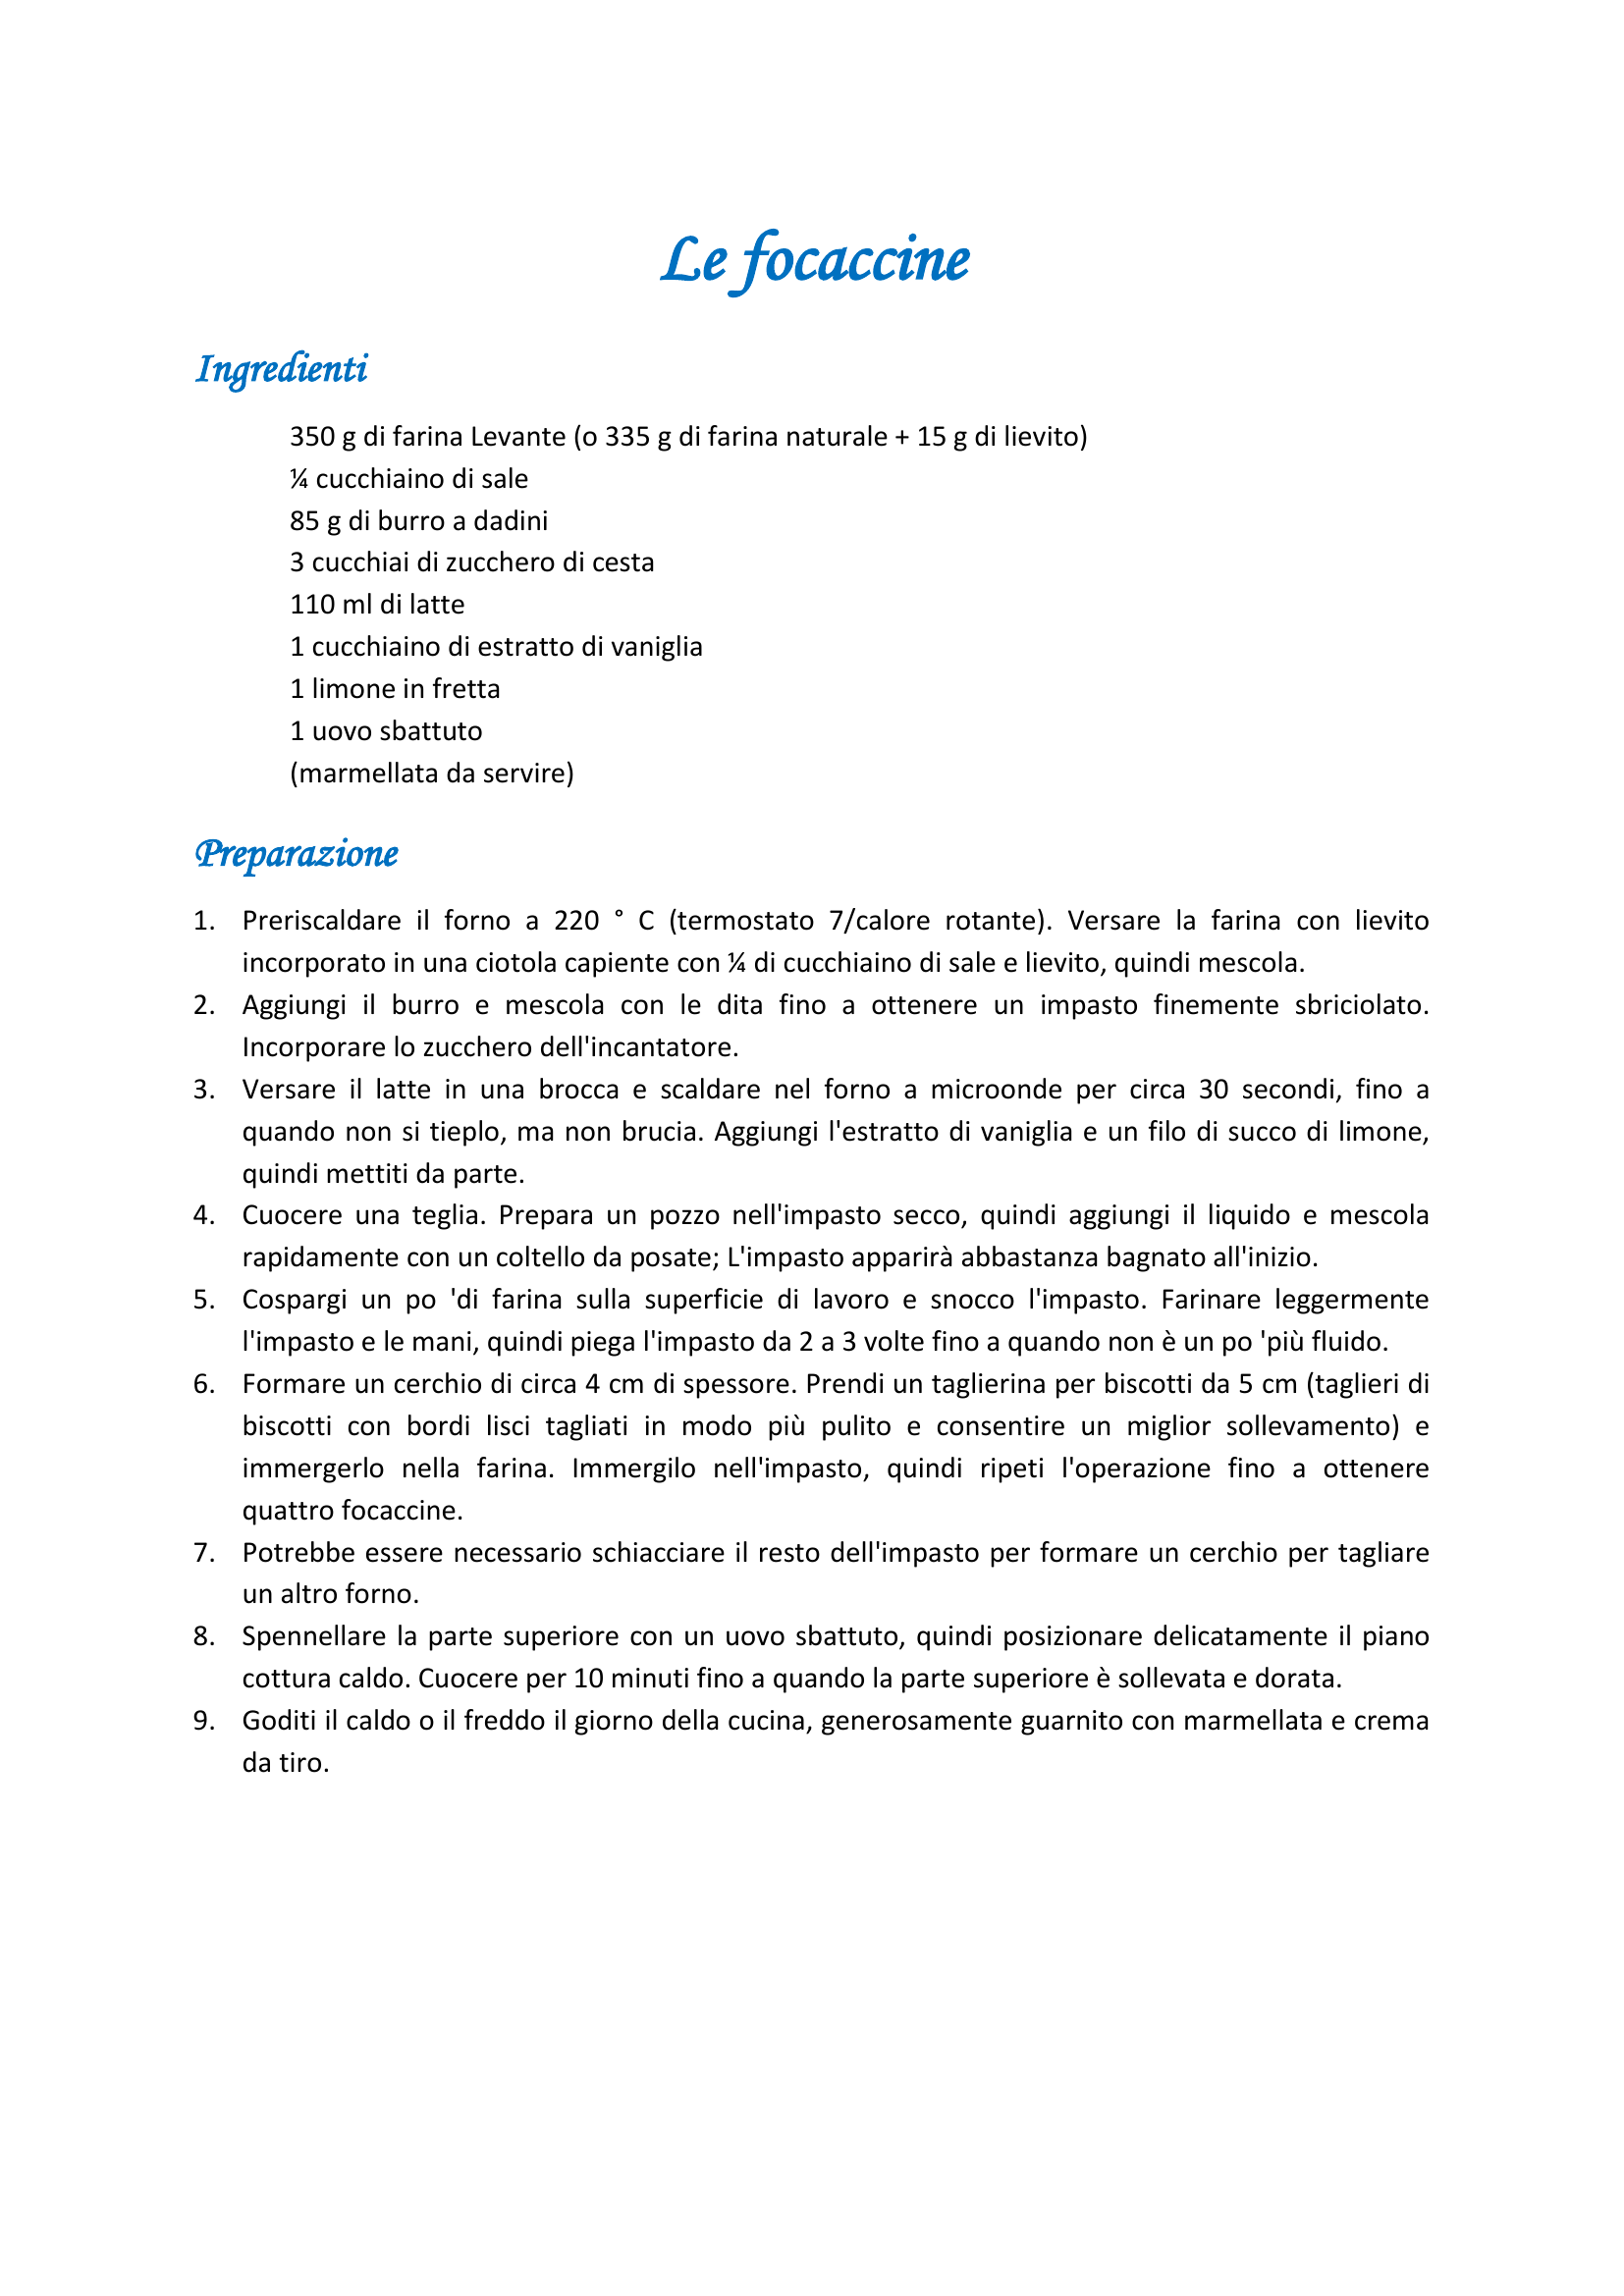 Le focaccine
Ingredienti
350 g di farina Levante (o 335 g di farina naturale + 15 g di lievito)
¼ cucchiaino di sale
85 g di burro a dadini
3 cucchiai di zucchero di cesta
110 ml di latte
1 cucchiaino di estratto di vaniglia
1 limone in fretta
1 uovo sbattuto
(marmellata da servire)
Preparazione
1. Preriscaldare il forno a 220 ° C (termostato 7/calore rotante). Versare la farina con lievito
incorporato in una ciotola capiente con ¼ di cucchiaino di sale e lievito, quindi mescola.
2. Aggiungi il burro e mescola con le dita fino a ottenere un impasto finemente sbriciolato.
Incorporare lo zucchero dell'incantatore.
3. Versare il latte in una brocca e scaldare nel forno a microonde per circa 30 secondi, fino a
quando non si tieplo, ma non brucia. Aggiungi l'estratto di vaniglia e un filo di succo di limone,
quindi mettiti da parte.
4. Cuocere una teglia. Prepara un pozzo nell'impasto secco, quindi aggiungi il liquido e mescola
rapidamente con un coltello da posate; L'impasto apparirà abbastanza bagnato all'inizio.
5. Cospargi un po 'di farina sulla superficie di lavoro e snocco l'impasto. Farinare leggermente
l'impasto e le mani, quindi piega l'impasto da 2 a 3 volte fino a quando non è un po 'più fluido.
6. Formare un cerchio di circa 4 cm di spessore. Prendi un taglierina per biscotti da 5 cm (taglieri di
biscotti con bordi lisci tagliati in modo più pulito e consentire un miglior sollevamento) e
immergerlo nella farina. Immergilo nell'impasto, quindi ripeti l'operazione fino a ottenere
quattro focaccine.
7. Potrebbe essere necessario schiacciare il resto dell'impasto per formare un cerchio per tagliare
un altro forno.
8. Spennellare la parte superiore con un uovo sbattuto, quindi posizionare delicatamente il piano
cottura caldo. Cuocere per 10 minuti fino a quando la parte superiore è sollevata e dorata.
9. Goditi il caldo o il freddo il giorno della cucina, generosamente guarnito con marmellata e crema
da tiro.